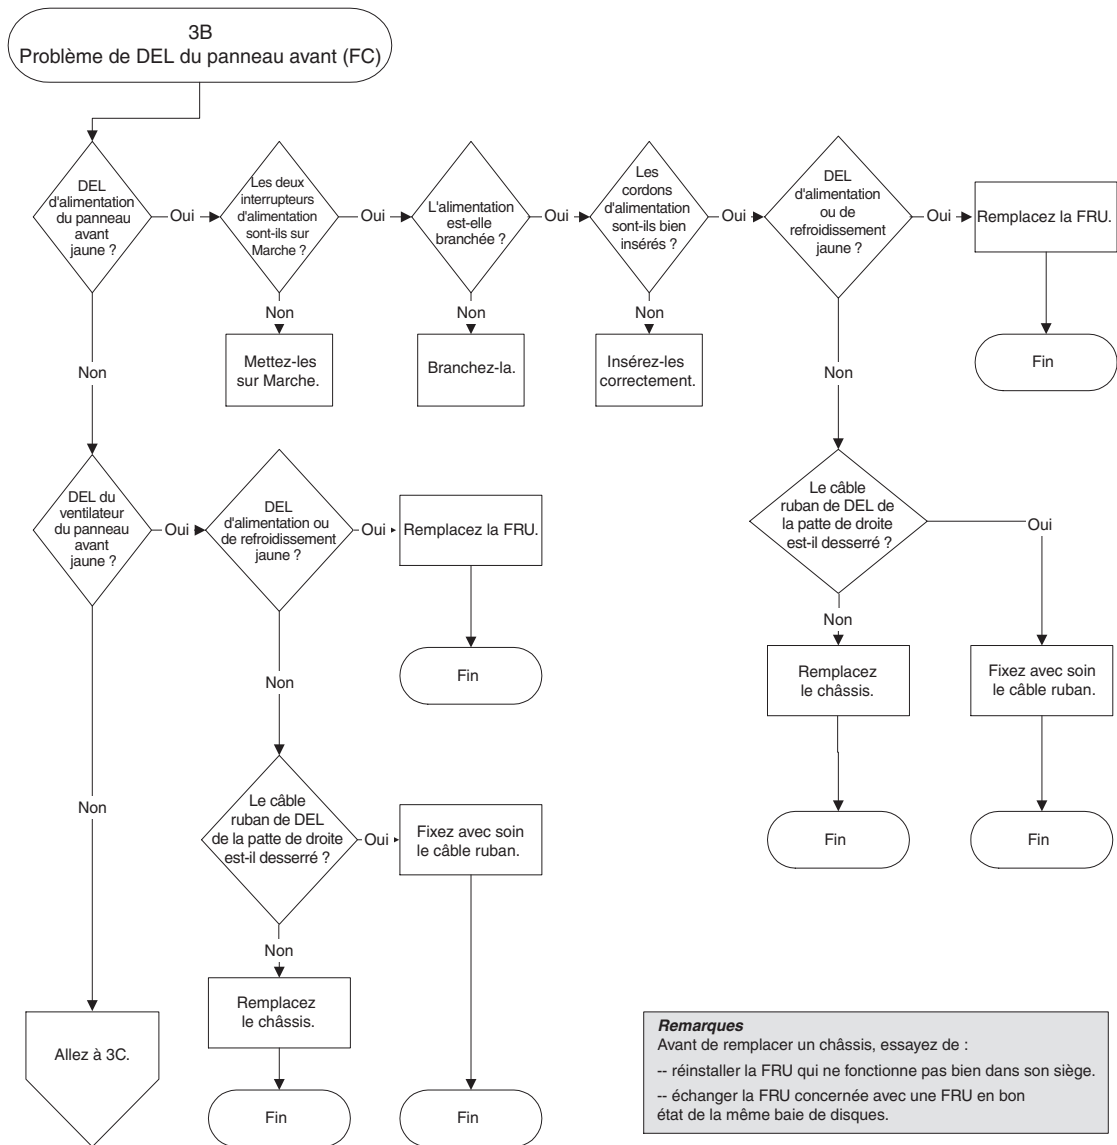 3B
Problème de DEL du panneau avant (FC)
DEL
d'alimentation
du panneau
avant
jaune ?
Oui
Les deux
interrupteurs
d'alimentation
sont-ils sur
Marche ?
Oui
L'alimentation
est-elle
branchée ?
Oui
Les
cordons
d'alimentation
sont-ils bien
insérés ?
Oui
DEL
d'alimentation
ou de
refroidissement
jaune ?
Oui
Remplacez la FRU.
Non
Non
Non
Non
Non
Mettez-les
sur Marche.
Branchez-la.
Insérez-les
correctement.
Fin
DEL du
ventilateur
du panneau
avant
jaune ?
Oui
DEL
d'alimentation ou
de refroidissement
jaune ?
Oui
Remplacez la FRU.
Le câble
ruban de DEL de
la patte de droite
est-il desserré ?
Oui
Non
Non
Fin
Remplacez
le châssis.
Fixez avec soin
le câble ruban.
Non
Le câble
ruban de DEL
de la patte de droite
est-il desserré ?
Oui
Fixez avec soin
le câble ruban.
Fin
Fin
Non
Remplacez
le châssis.
Allez à 3C.
Fin
Fin
Remarques
Avant de remplacer un châssis, essayez de :
-- réinstaller la FRU qui ne fonctionne pas bien dans son siège.
-- échanger la FRU concernée avec une FRU en bon
état de la même baie de disques.